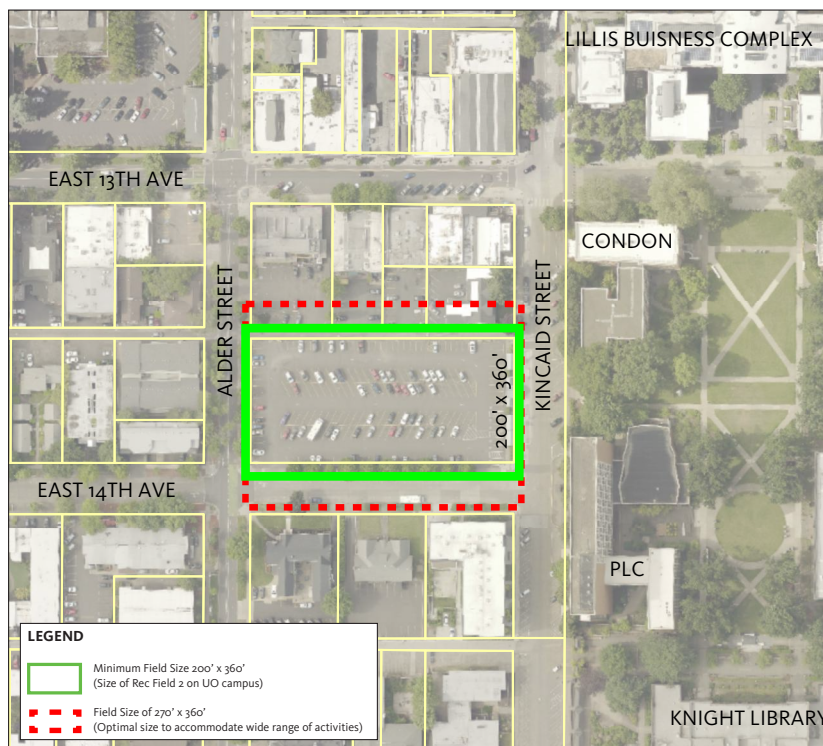 LILLIS BUISNESS COMPLEX
EAST 13TH AVE
CONDON
ALDER STREET
KINCAID STREET
200' x 360'
EAST 14TH AVE
PLC
KNIGHT LIBRARY
LEGEND
Minimum Field Size 200' x 360'
(Size of Rec Field 2 on UO campus)
Field Size of 270' x 360'
(Optimal size to accommodate wide range of activities)